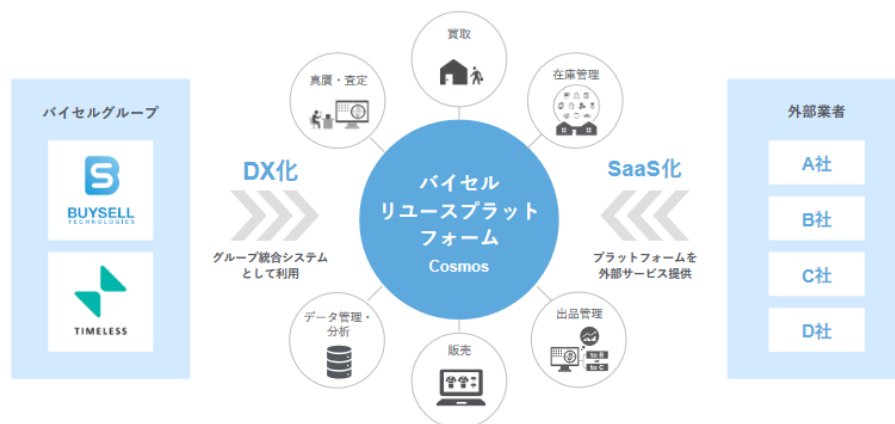 バイセルグループ
BUYSELL
TECHNOLOGIES
TIMELESS
DX化
グループ統合システム
として利用
買取
真贋・査定
在庫管理
バイセル
リユースプラット
フォーム
Cosmos
データ管理・
分析
販売
出品管理
to B
or
to C
SaaS化
プラットフォームを
外部サービス提供
外部業者
A社
B社
C社
D社